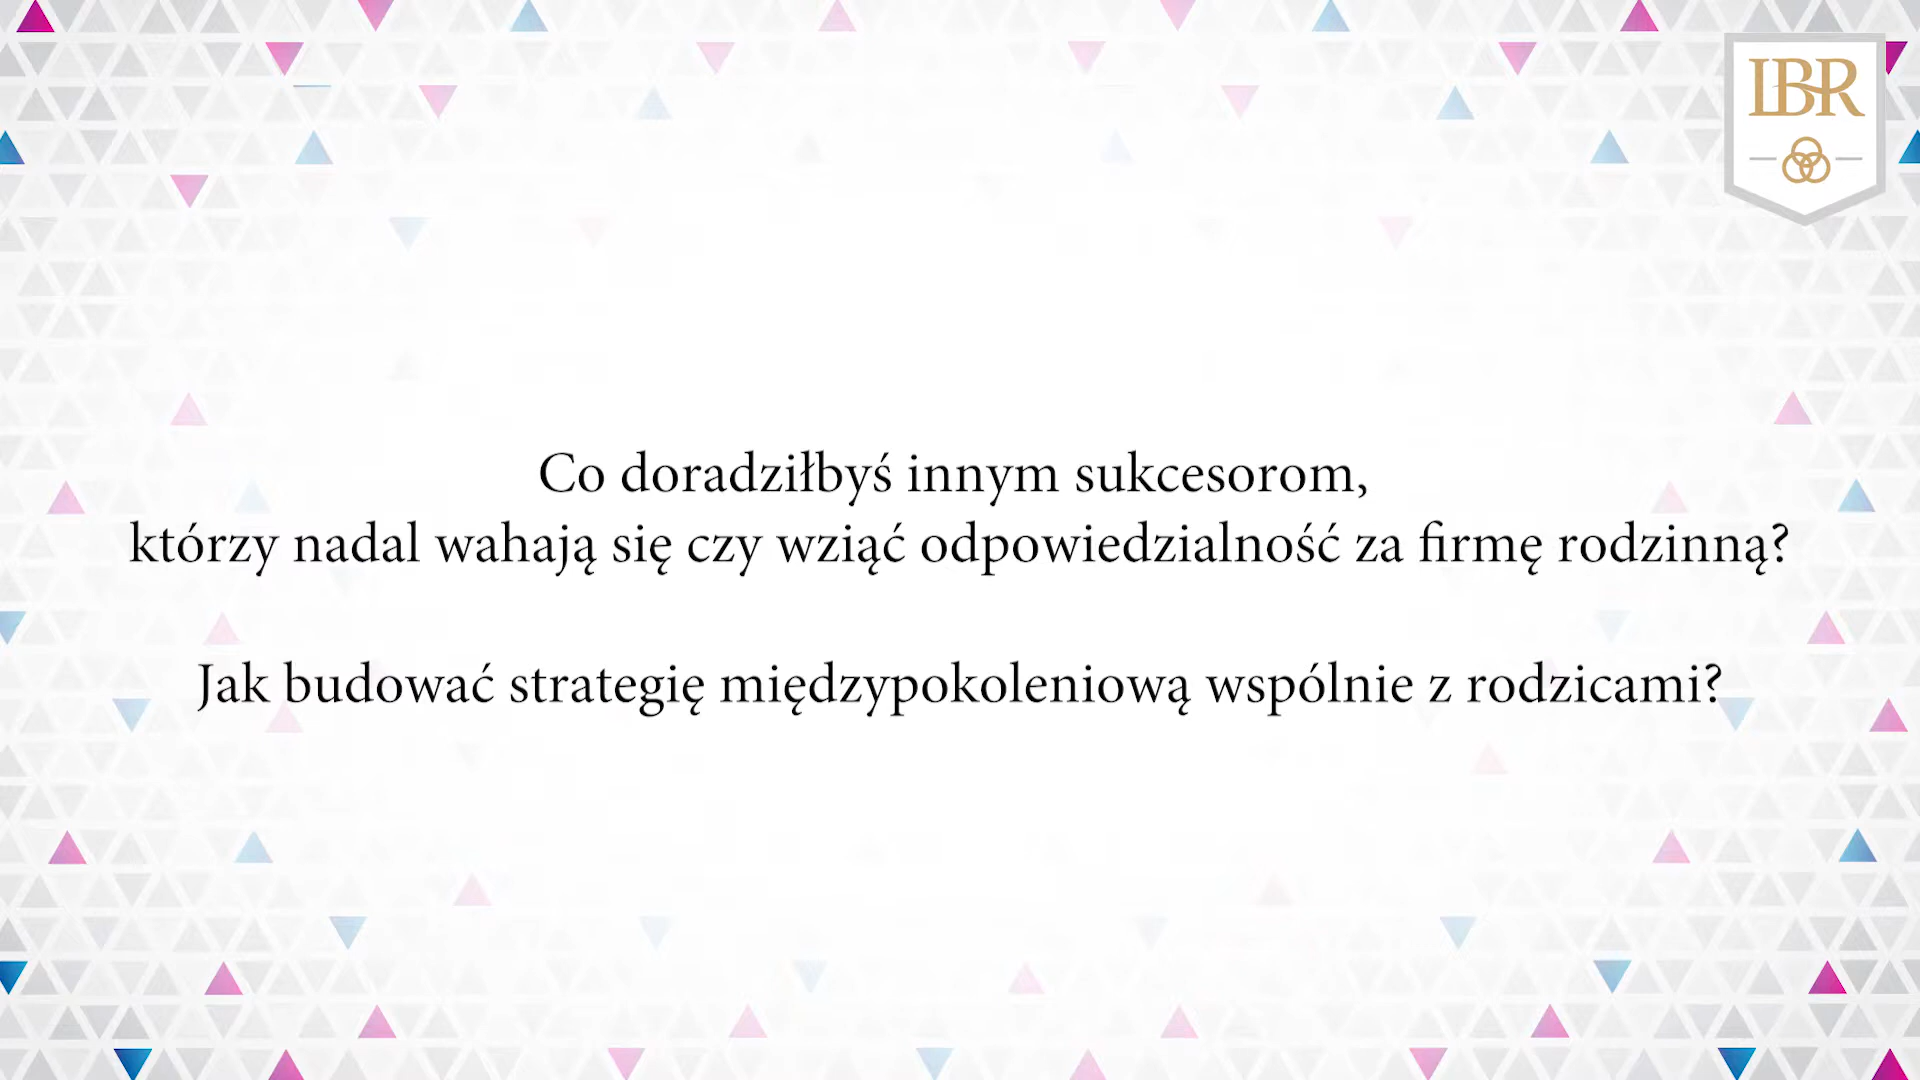 IBR
Co doradziłbyś innym sukcesorom,
którzy nadal wahają się czy wziąć odpowiedzialność za firmę rodzinną?
Jak budować strategię międzypokoleniową wspólnie z rodzicami?